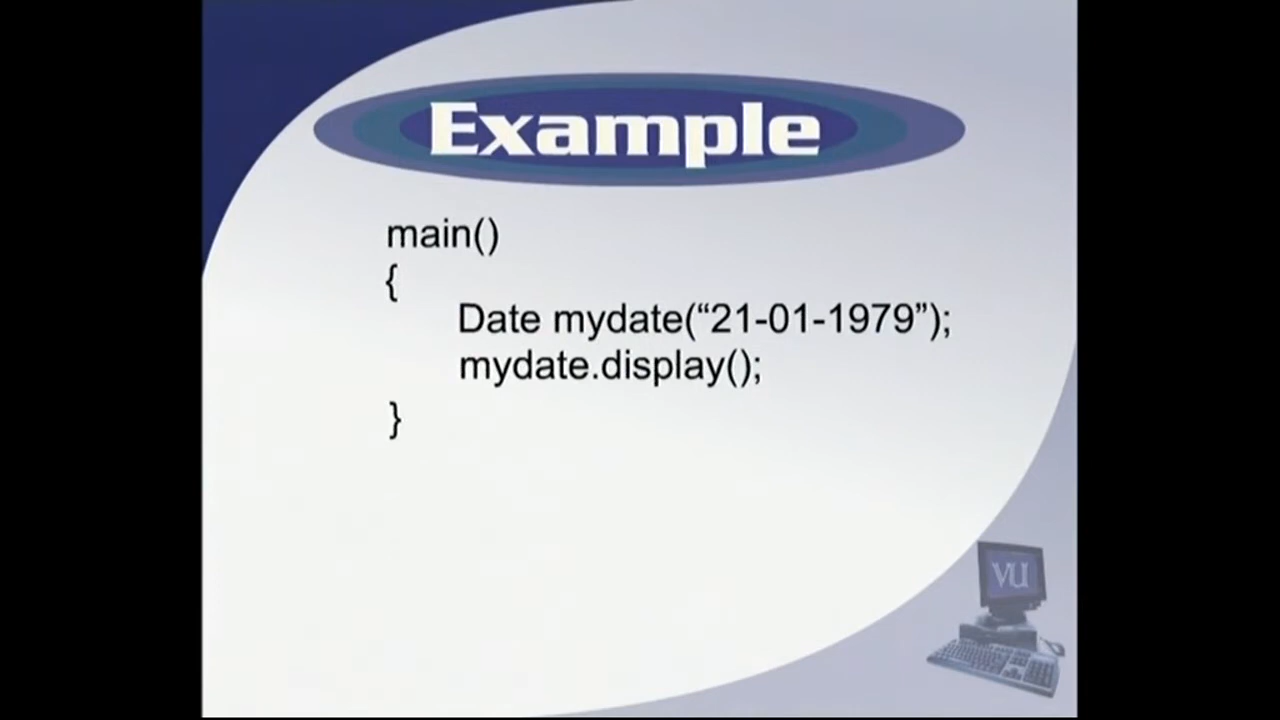 Example
main()
{
Date mydate(“21-01-1979”);
mydate.display();
}
VU